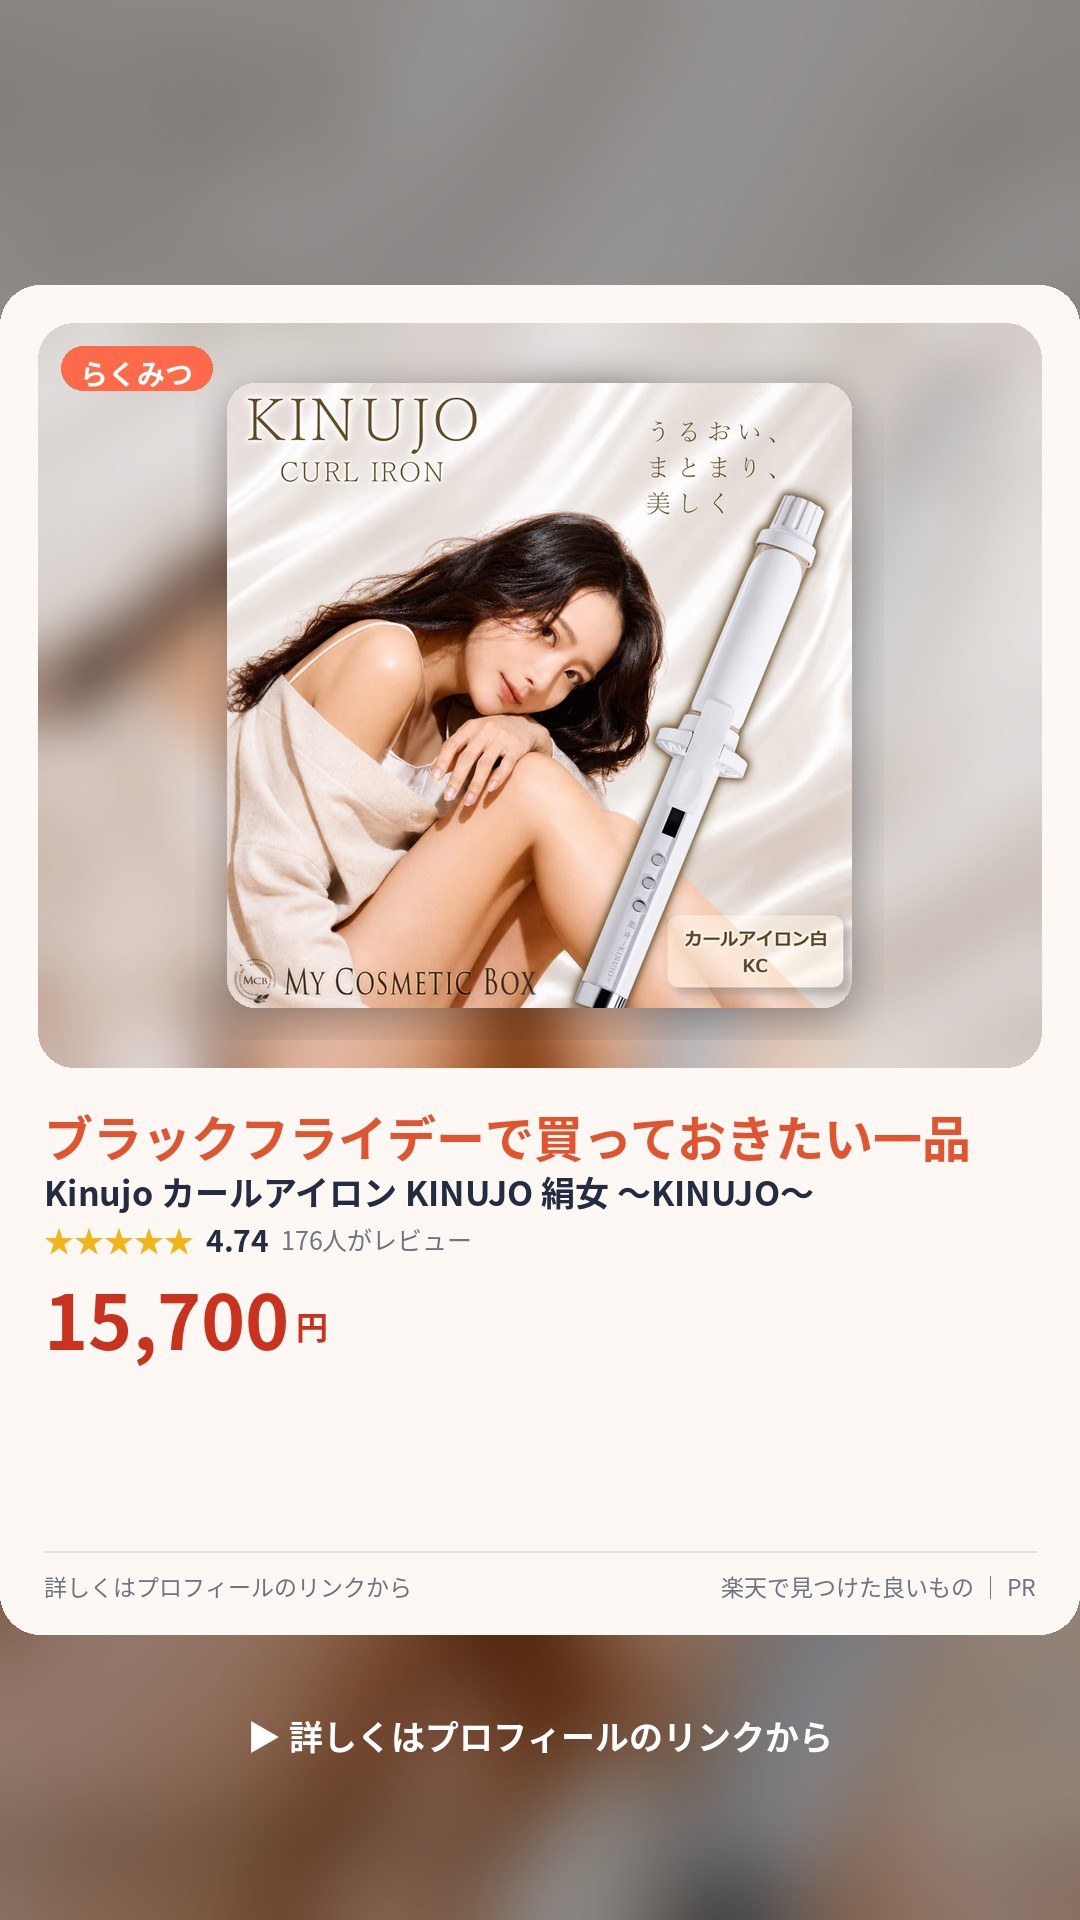 らくみつ
KINUJO
CURL IRON
うるおい、
まとまり、
美しく
カールアイロン白
KC
MCB
MY COSMETIC BOX
ブラックフライデーで買っておきたい一品
Kinujo カールアイロン KINUJO 絹女 〜KINUJO〜
★★★★★ 4.74 176人がレビュー
15,700円
詳しくはプロフィールのリンクから
楽天で見つけた良いもの｜PR
▶ 詳しくはプロフィールのリンクから